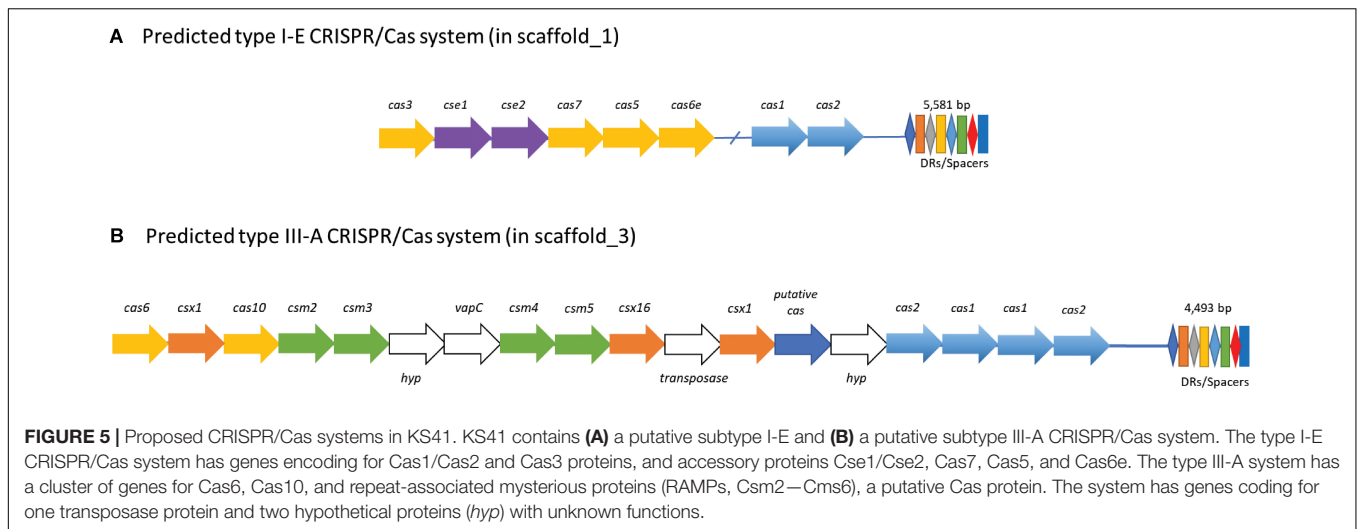 A Predicted type I-E CRISPR/Cas system (in scaffold_1)
cas3 cse1 cse2 cas7 cas5 cas6e cas1 cas2 5,581 bp
DRs/Spacers
B Predicted type III-A CRISPR/Cas system (in scaffold_3)
putative
cas6 csx1 cas10 csm2 csm3 vapC csm4 csm5 csx16 csx1 cas cas2 cas1 cas1 cas2 4,493 bp
hyp transposase hyp DRs/Spacers
FIGURE 5 | Proposed CRISPR/Cas systems in KS41. KS41 contains (A) a putative subtype I-E and (B) a putative subtype III-A CRISPR/Cas system. The type I-E
CRISPR/Cas system has genes encoding for Cas1/Cas2 and Cas3 proteins, and accessory proteins Cse1/Cse2, Cas7, Cas5, and Cas6e. The type III-A system has
a cluster of genes for Cas6, Cas10, and repeat-associated mysterious proteins (RAMPs, Csm2—Cms6), a putative Cas protein. The system has genes coding for
one transposase protein and two hypothetical proteins (hyp) with unknown functions.